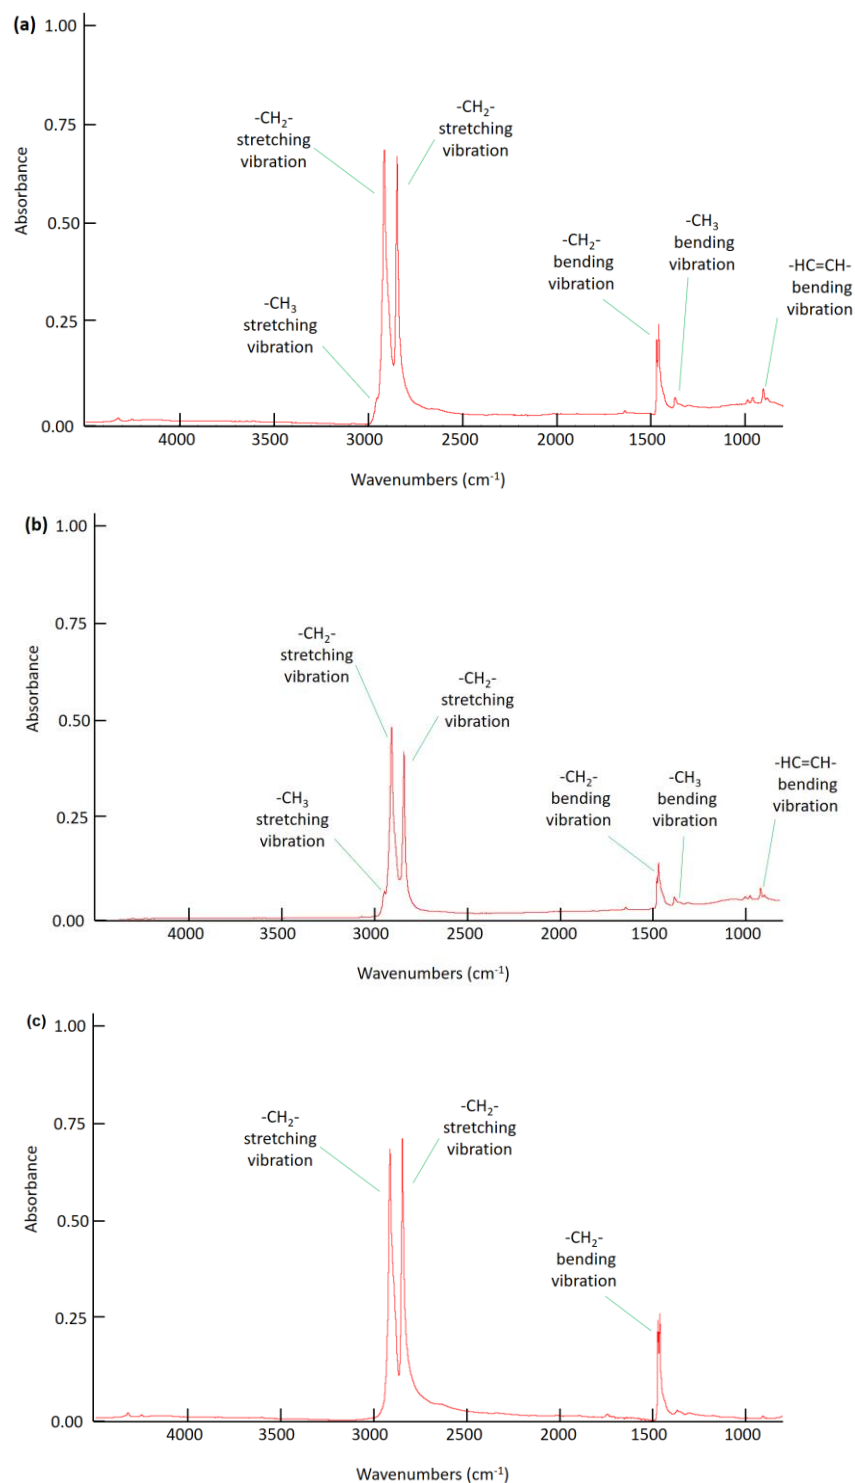 (a)
1.00
-CH₂-
stretching
vibration
-CH₂-
stretching
vibration
0.75
Absorbance
0.50
-CH₂-
bending
vibration
-CH₃
bending
vibration
-HC=CH-
bending
vibration
-CH₃
stretching
vibration
0.25
0.00
4000 3500 3000 2500 2000 1500 1000
Wavenumbers (cm⁻¹)
(b)
1.00
0.75
-CH₂-
stretching
vibration
-CH₂-
stretching
vibration
Absorbance
0.50
-CH₃
stretching
vibration
-CH₂-
bending
vibration
-CH₃
bending
vibration
-HC=CH-
bending
vibration
0.25
0.00
4000 3500 3000 2500 2000 1500 1000
Wavenumbers (cm⁻¹)
(c)
1.00
-CH₂-
stretching
vibration
-CH₂-
stretching
vibration
0.75
Absorbance
0.50
-CH₂-
bending
vibration
0.25
0.00
4000 3500 3000 2500 2000 1500 1000
Wavenumbers (cm⁻¹)